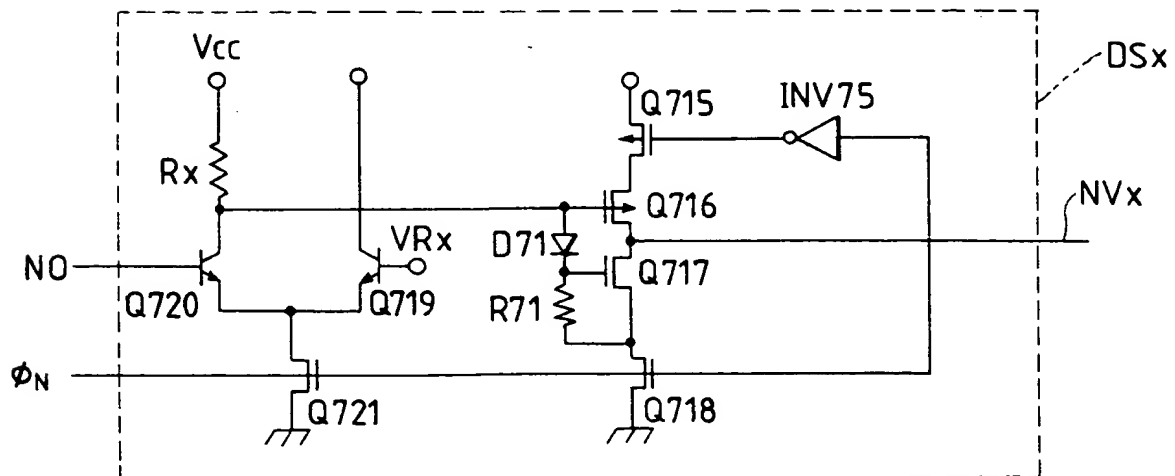 Vcc
DSx
Q715
INV75
Rx
Q716
NVx
D71
VRx
NO
Q717
Q720
Q719
R71
φN
Q721
Q718